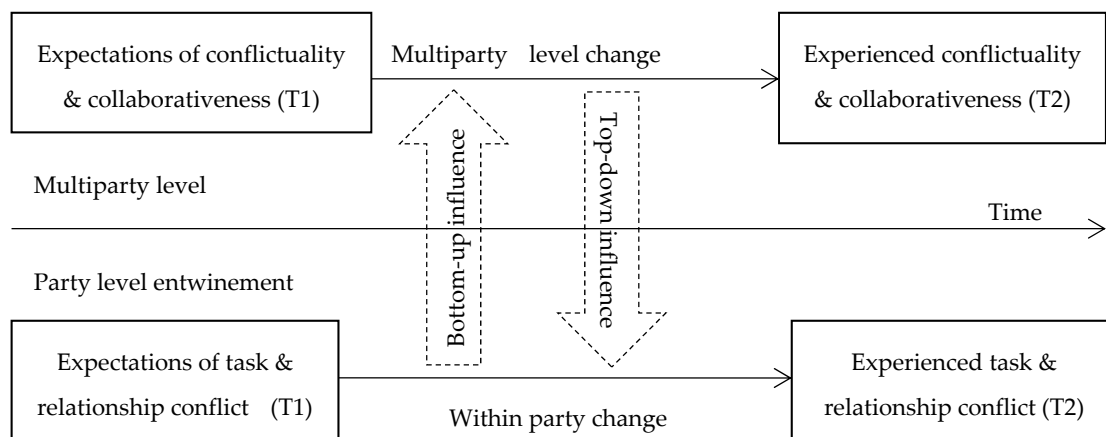 Expectations of conflictuality
& collaborativeness (T1)
Multiparty level change
Experienced conflictuality
& collaborativeness (T2)
Bottom-up influence
Top-down influence
Multiparty level
Time
Party level entwinement
Expectations of task &
relationship conflict (T1)
Within party change
Experienced task &
relationship conflict (T2)